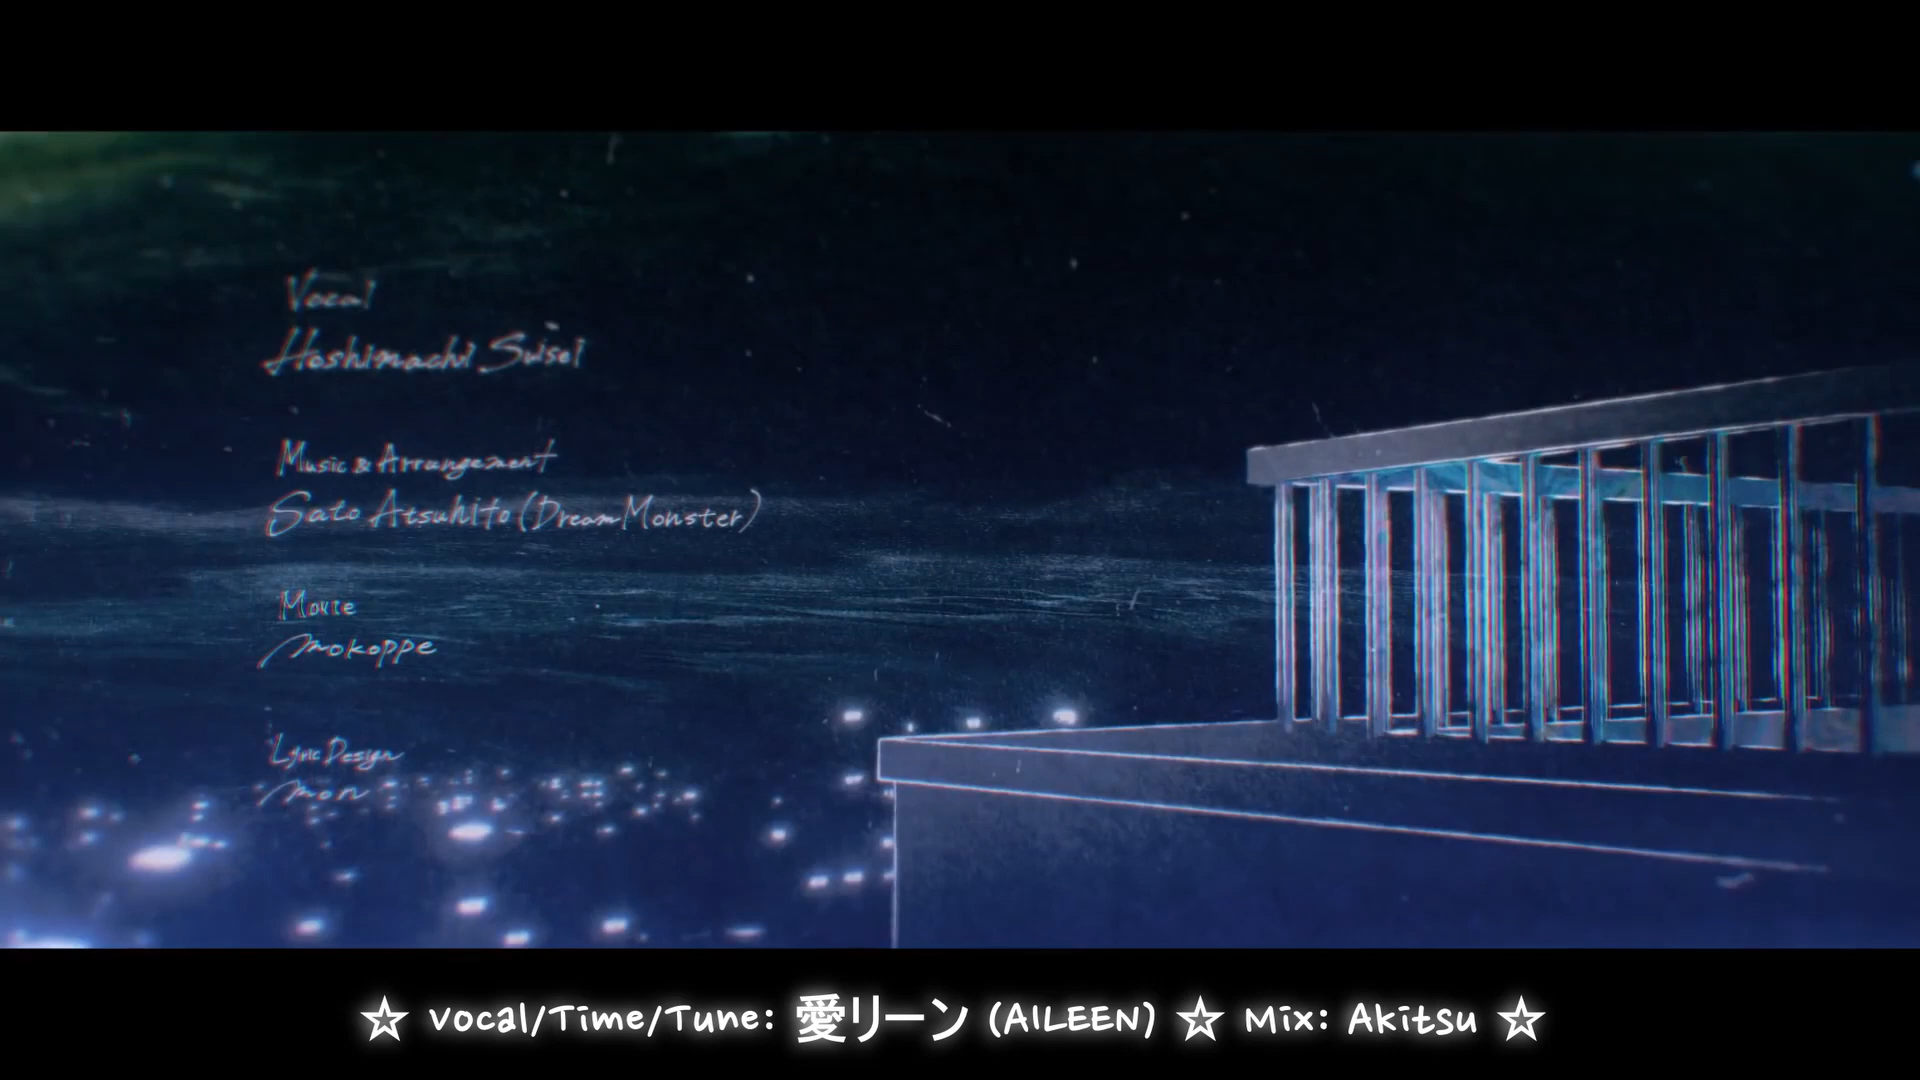 Vocal
Hoshimachi Suisei
Music & Arrangement
Sato Atsuhito (Dream Monster)
Movie
mokoppe
Lyric Design
mon
☆ Vocal/Time/Tune: 愛リーン (AILEEN) ☆ Mix: Akitsu ☆